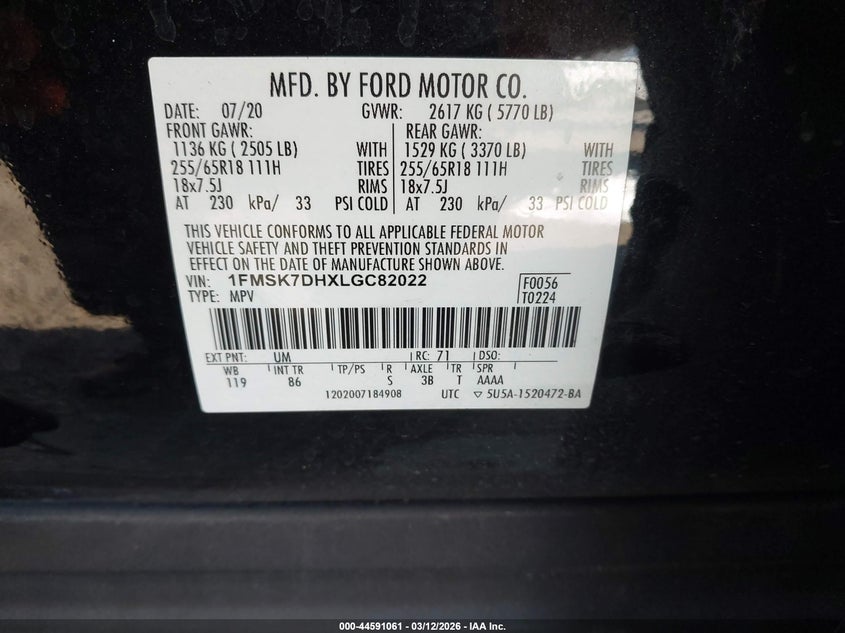 MFD. BY FORD MOTOR CO.
DATE: 07/20 GVWR: 2617 KG ( 5770 LB)
FRONT GAWR: REAR GAWR:
1136 KG ( 2505 LB) WITH 1529 KG ( 3370 LB) WITH
255/65R18 111H TIRES 255/65R18 111H TIRES
18x7.5J RIMS 18x7.5J RIMS
AT 230 kPa/ 33 PSI COLD AT 230 kPa/ 33 PSI COLD
THIS VEHICLE CONFORMS TO ALL APPLICABLE FEDERAL MOTOR
VEHICLE SAFETY AND THEFT PREVENTION STANDARDS IN
EFFECT ON THE DATE OF MANUFACTURE SHOWN ABOVE.
VIN: 1FMSK7DHXLGC82022 F0056
TYPE: MPV T0224
EXT PNT: UM RC: 71 DSO:
WB INT TR TP/PS R AXLE TR SPR
119 86 S 3B T AAAA
1202007184908 UTC ▽ 5U5A-1520472-BA
000-44591061 | 03/12/2026 | IAA Inc.